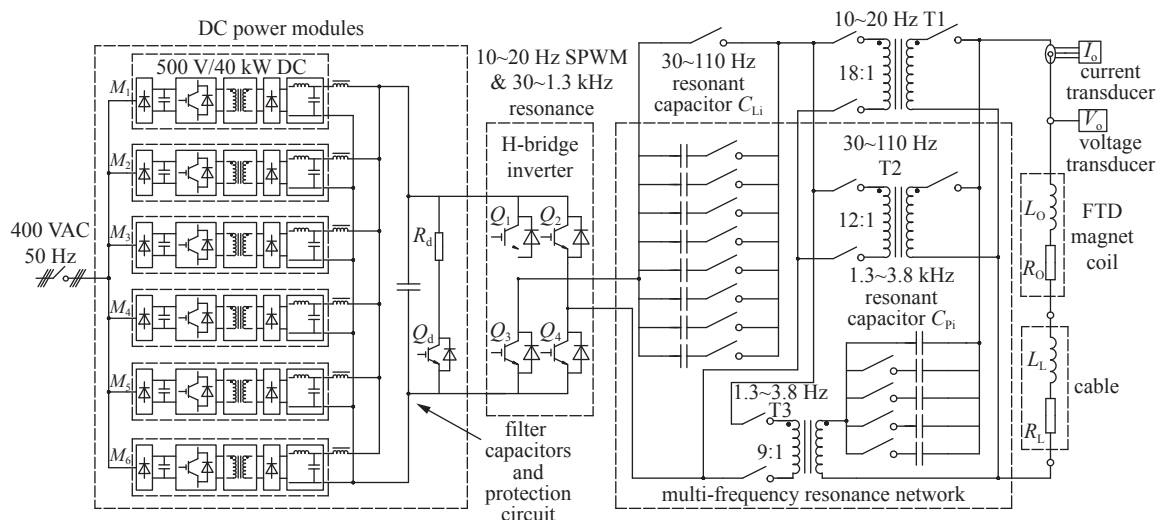 DC power modules
500 V/40 kW DC
M1
M2
M3
M4
M5
M6
400 VAC
50 Hz
Rd
Qd
10~20 Hz SPWM
& 30~1.3 kHz
resonance
H-bridge
inverter
Q1
Q2
Q3
Q4
filter
capacitors
and
protection
circuit
30~110 Hz
resonant
capacitor CLi
10~20 Hz T1
18:1
30~110 Hz
T2
12:1
1.3~3.8 kHz
resonant
capacitor CPi
1.3~3.8 Hz
T3
9:1
multi-frequency resonance network
Io
current
transducer
Vo
voltage
transducer
LO
RO
FTD
magnet
coil
LL
RL
cable